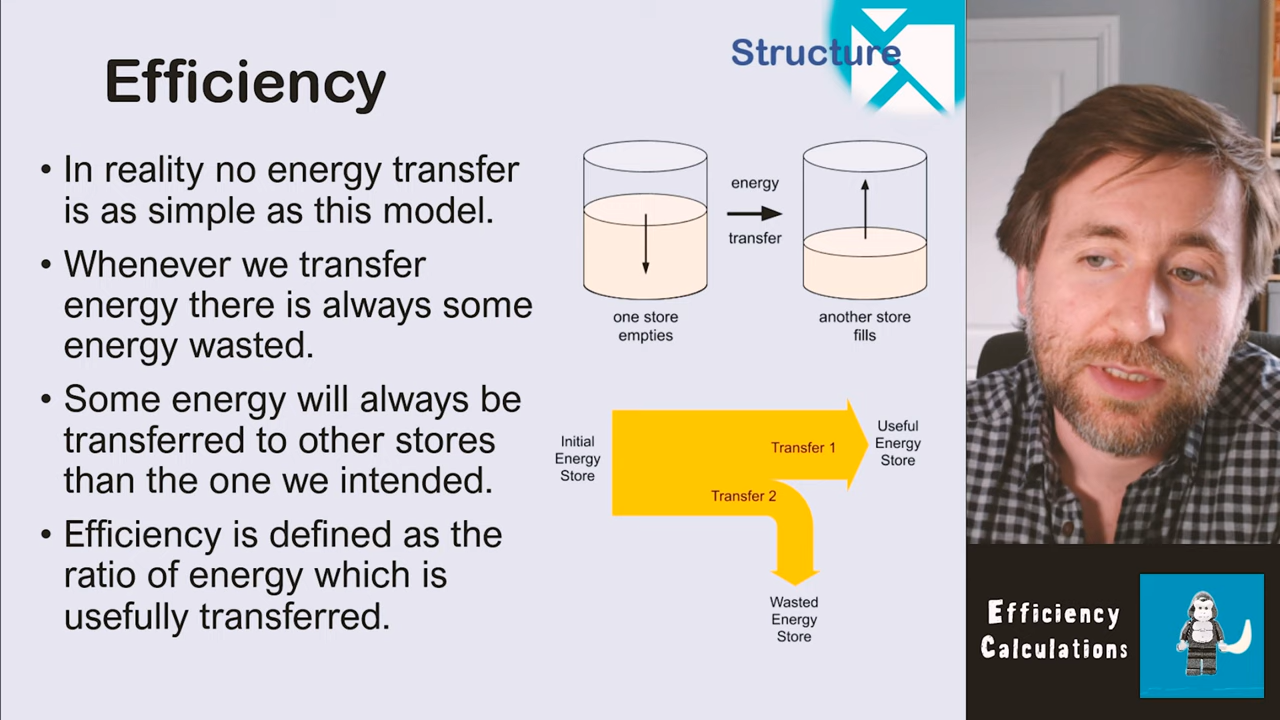 Structure
Efficiency
• In reality no energy transfer
is as simple as this model.
• Whenever we transfer
energy there is always some
energy wasted.
• Some energy will always be
transferred to other stores
than the one we intended.
• Efficiency is defined as the
ratio of energy which is
usefully transferred.
energy
transfer
one store
empties
another store
fills
Initial
Energy
Store
Transfer 1
Transfer 2
Useful
Energy
Store
Wasted
Energy
Store
Efficiency
Calculations